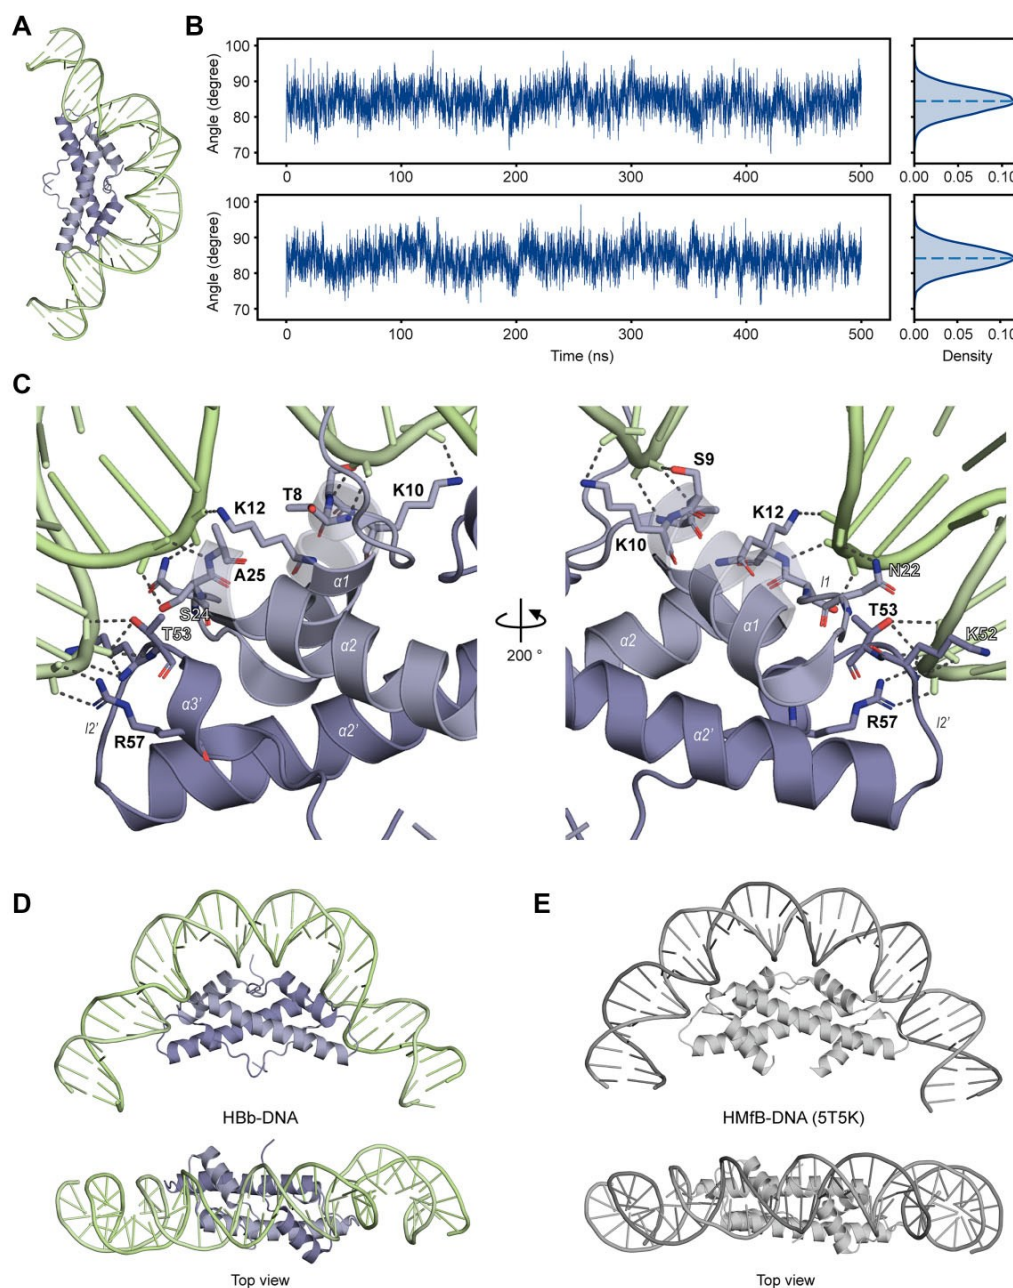 A
B
Angle (degree)
100
90
80
70
0
100
200
300
400
500
0.00
0.05
0.10
Angle (degree)
100
90
80
70
0
100
200
300
400
500
0.00
0.05
0.10
Time (ns)
Density
C
K12
T8
K10
A25
α1
S24
T53
α2
α3'
l2'
R57
α2'
200 °
S9
K12
K10
N22
l1
α1
T53
α2
K52
R57
l2'
α2'
D
E
HBb-DNA
HMfB-DNA (5T5K)
Top view
Top view